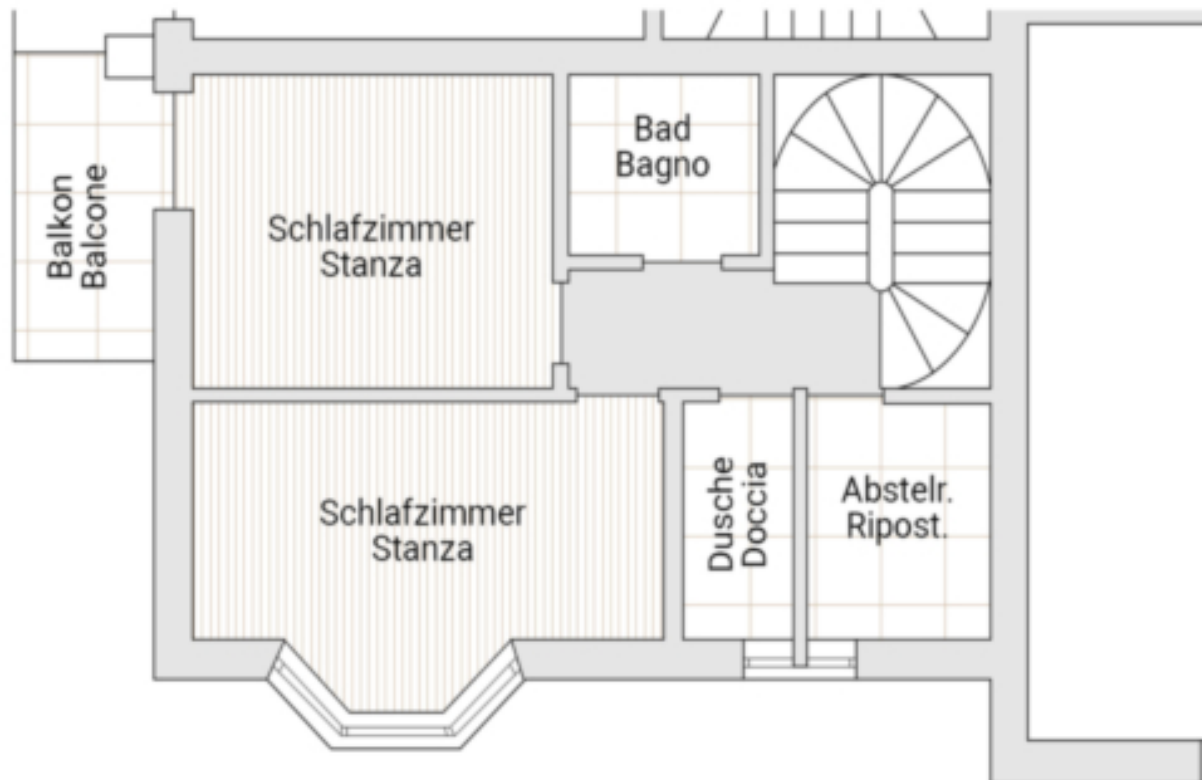 Bad
Bagno
Balkon
Balcone
Schlafzimmer
Stanza
Schlafzimmer
Stanza
Dusche
Doccia
Abstelr.
Ripost.